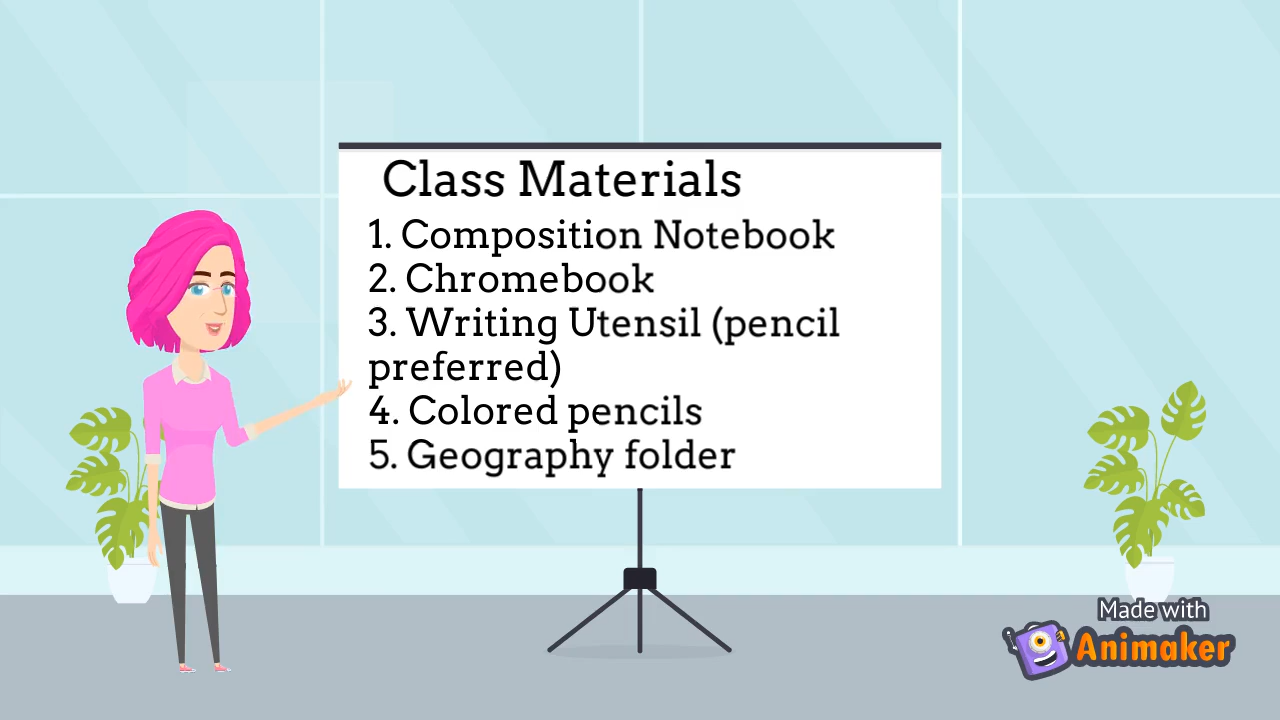 Class Materials
1. Composition Notebook
2. Chromebook
3. Writing Utensil (pencil
preferred)
4. Colored pencils
5. Geography folder
Made with
Animaker